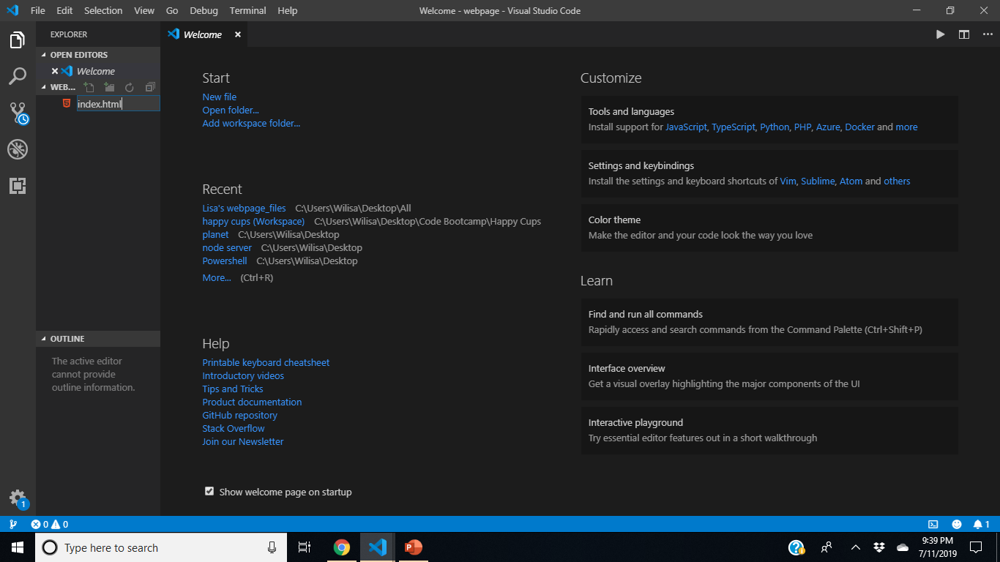 File Edit Selection View Go Debug Terminal Help
Welcome - webpage - Visual Studio Code
EXPLORER
OPEN EDITORS
Welcome
WEB...
index.html
OUTLINE
The active editor
cannot provide
outline information.
Welcome
Start
New file
Open folder...
Add workspace folder...
Recent
Lisa's webpage_files C:\Users\Wilisa\Desktop\All
happy cups (Workspace) C:\Users\Wilisa\Desktop\Code Bootcamp\Happy Cups
planet C:\Users\Wilisa\Desktop
node server C:\Users\Wilisa\Desktop
Powershell C:\Users\Wilisa\Desktop
More... (Ctrl+R)
Help
Printable keyboard cheatsheet
Introductory videos
Tips and Tricks
Product documentation
GitHub repository
Stack Overflow
Join our Newsletter
Show welcome page on startup
Customize
Tools and languages
Install support for JavaScript, TypeScript, Python, PHP, Azure, Docker and more
Settings and keybindings
Install the settings and keyboard shortcuts of Vim, Sublime, Atom and others
Color theme
Make the editor and your code look the way you love
Learn
Find and run all commands
Rapidly access and search commands from the Command Palette (Ctrl+Shift+P)
Interface overview
Get a visual overlay highlighting the major components of the UI
Interactive playground
Try essential editor features out in a short walkthrough
1
0 0
1
Type here to search
9:39 PM
7/11/2019